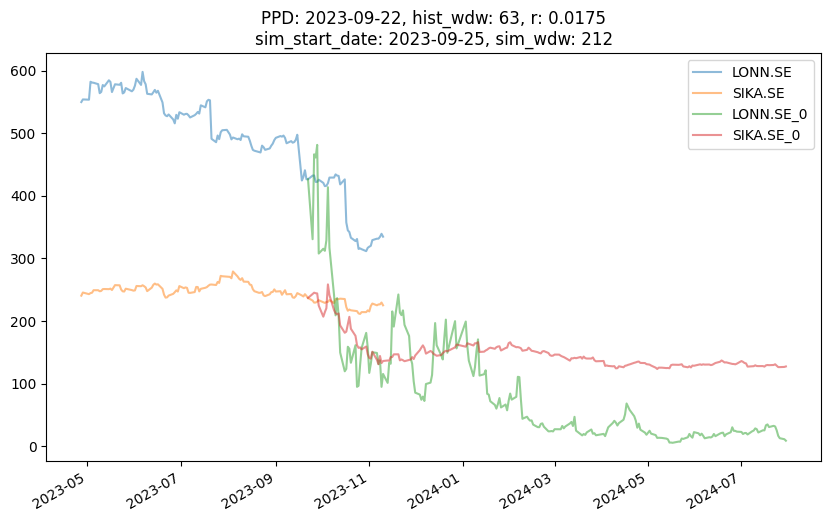 PPD: 2023-09-22, hist_wdw: 63, r: 0.0175
sim_start_date: 2023-09-25, sim_wdw: 212
LONN.SE
SIKA.SE
LONN.SE_0
SIKA.SE_0
600
500
400
300
200
100
0
2023-05
2023-07
2023-09
2023-11
2024-01
2024-03
2024-05
2024-07